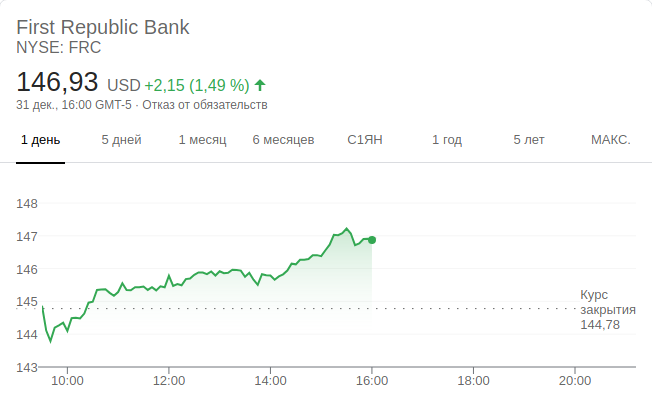 First Republic Bank
NYSE: FRC
146,93 USD +2,15 (1,49 %)
31 дек., 16:00 GMT-5 · Отказ от обязательств
1 день 5 дней 1 месяц 6 месяцев С1ЯН 1 год 5 лет МАКС.
148
147
146
145
144
143
Курс
закрытия
144,78
10:00 12:00 14:00 16:00 18:00 20:00